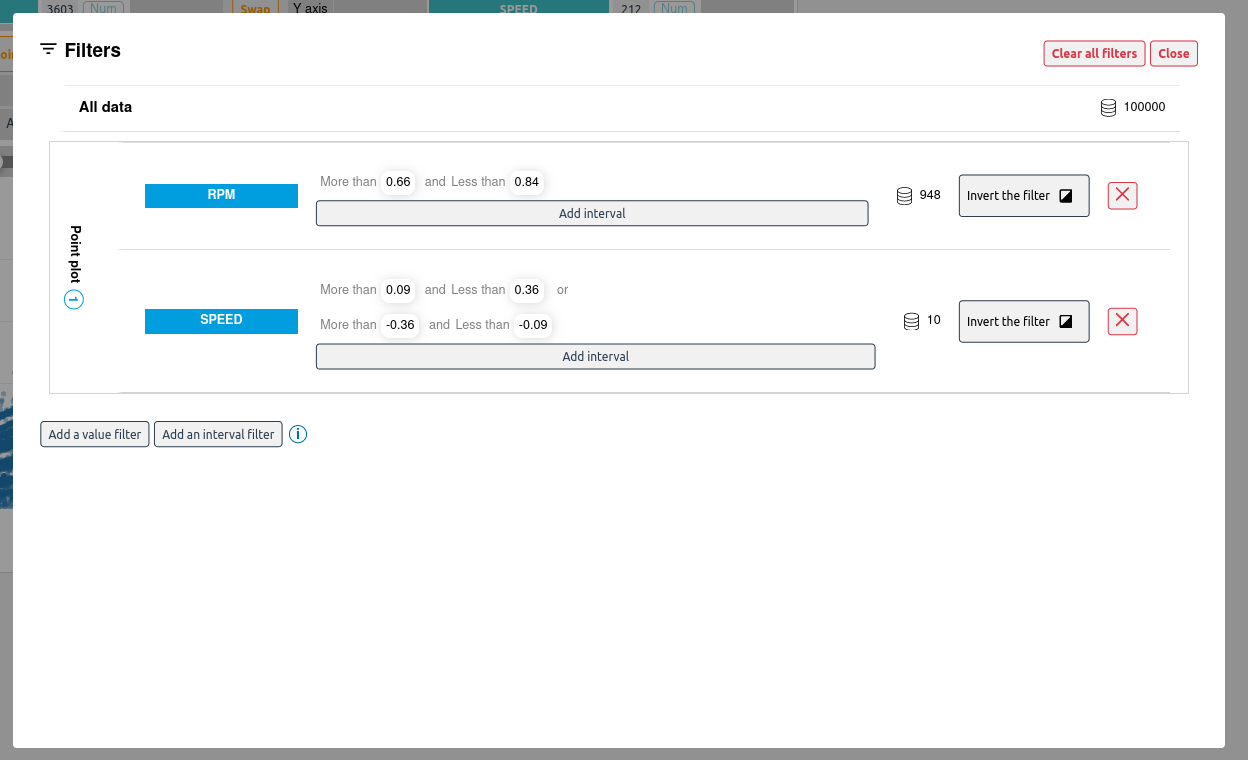 3603 Num Swap Y axis SPEED 212 Num
Filters
Clear all filters Close
All data 100000
Point plot 1
RPM More than 0.66 and Less than 0.84 948 Invert the filter
Add interval
SPEED More than 0.09 and Less than 0.36 or
More than -0.36 and Less than -0.09 10 Invert the filter
Add interval
Add a value filter Add an interval filter i